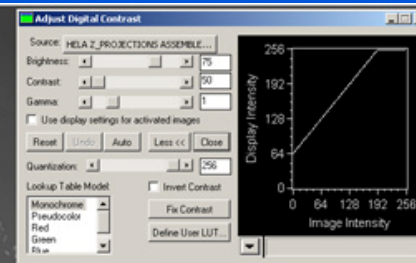 Adjust Digital Contrast
Source: HELA Z_PROJECTIONS ASSEMBLE...
Brightness: 75
Contrast: 50
Gamma: 1
Use display settings for activated images
Reset Undo Auto Less << Close
Quantization: 256
Lookup Table Model:
Invert Contrast
Monochrome
Pseudocolor
Red
Green
Blue
Fix Contrast
Define User LUT...
Display Intensity
256
192
128
64
0
0 64 128 192 256
Image Intensity